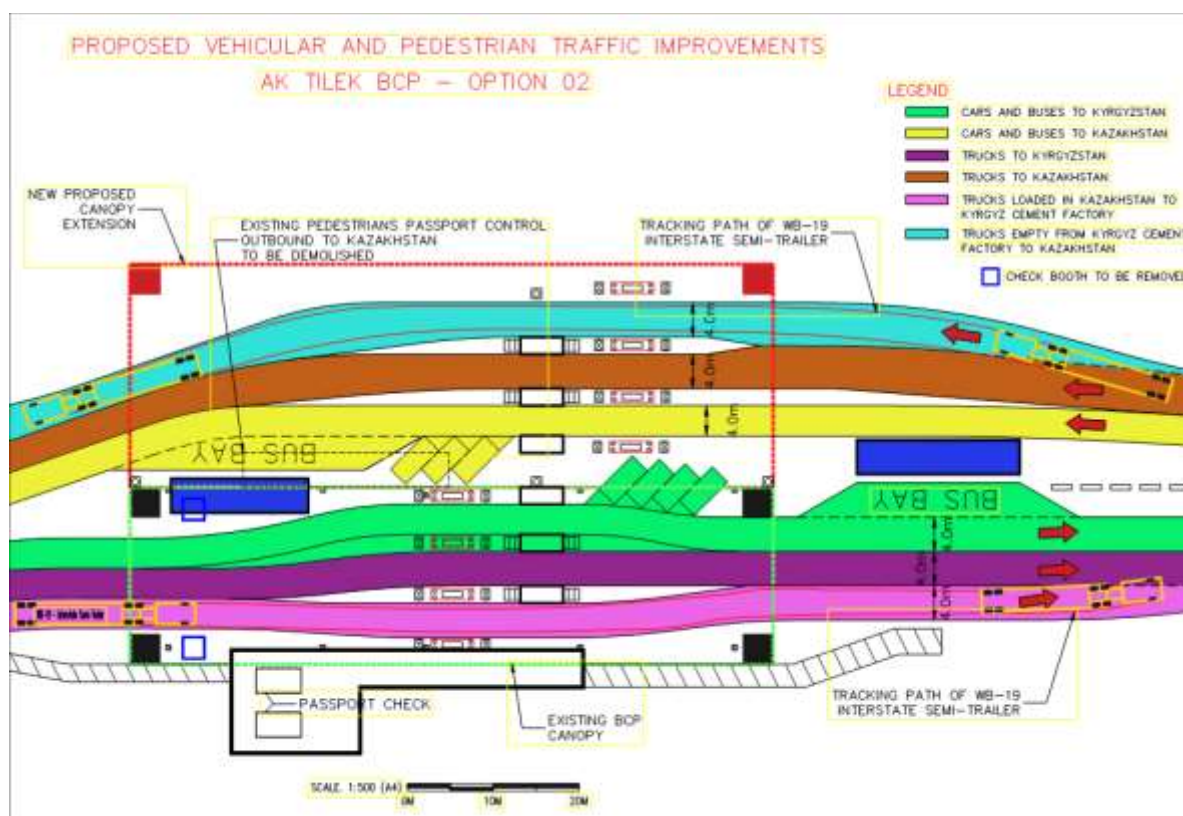 PROPOSED VEHICULAR AND PEDESTRIAN TRAFFIC IMPROVEMENTS
AK TILEK BCP – OPTION 02
LEGEND
CARS AND BUSES TO KYRGYZSTAN
CARS AND BUSES TO KAZAKHSTAN
TRUCKS TO KYRGYZSTAN
TRUCKS TO KAZAKHSTAN
TRUCKS LOADED IN KAZAKHSTAN TO
KYRGYZ CEMENT FACTORY
TRUCKS EMPTY FROM KYRGYZ CEMENT
FACTORY TO KAZAKHSTAN
CHECK BOOTH TO BE REMOVED
NEW PROPOSED
CANOPY
EXTENSION
EXISTING PEDESTRIANS PASSPORT CONTROL
OUTBOUND TO KAZAKHSTAN
TO BE DEMOLISHED
TRACKING PATH OF WB-19
INTERSTATE SEMI-TRAILER
4.0m
4.0m
4.0m
BUS BAY
BUS BAY
4.0m
4.0m
4.0m
PASSPORT CHECK
EXISTING BCP
CANOPY
TRACKING PATH OF WB-19
INTERSTATE SEMI-TRAILER
SCALE 1:500 (A4)
0M 10M 20M